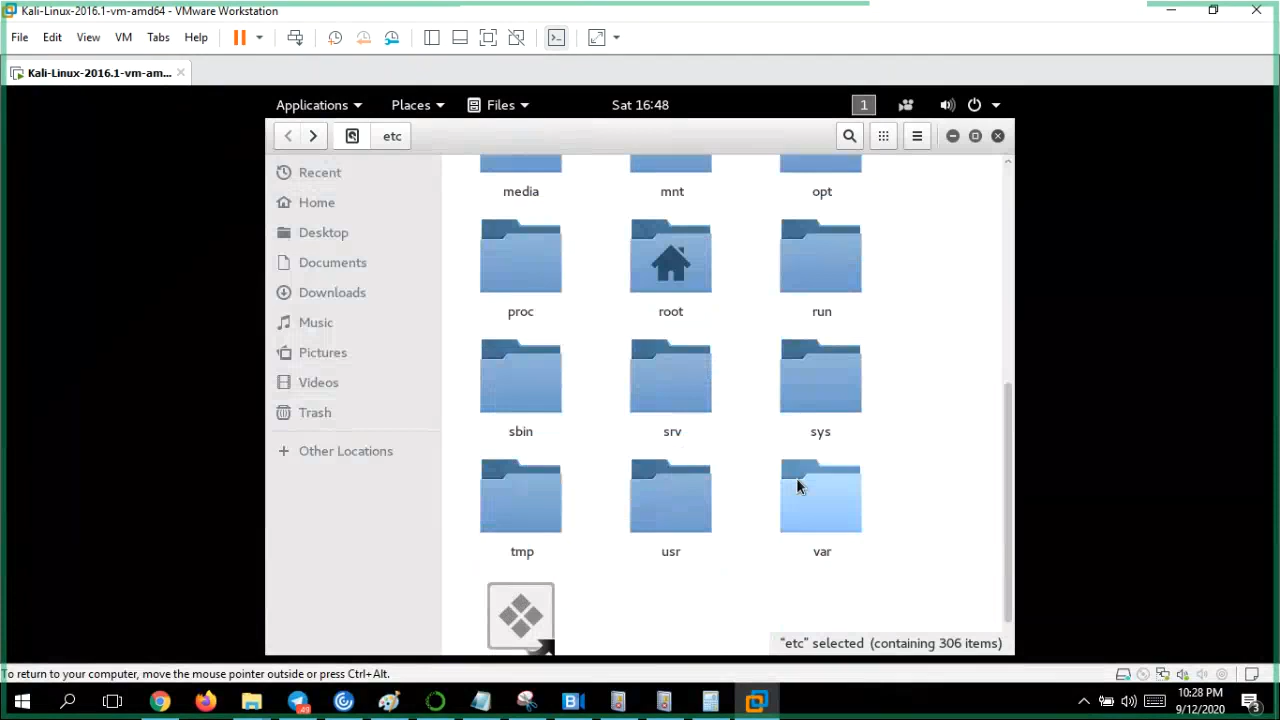 Kali-Linux-2016.1-vm-amd64 - VMware Workstation
File Edit View VM Tabs Help
Kali-Linux-2016.1-vm-am...
Applications Places Files Sat 16:48 1
etc
Recent
Home
Desktop
Documents
Downloads
Music
Pictures
Videos
Trash
Other Locations
media mnt opt
proc root run
sbin srv sys
tmp usr var
"etc" selected (containing 306 items)
To return to your computer, move the mouse pointer outside or press Ctrl+Alt.
10:28 PM
9/12/2020
3